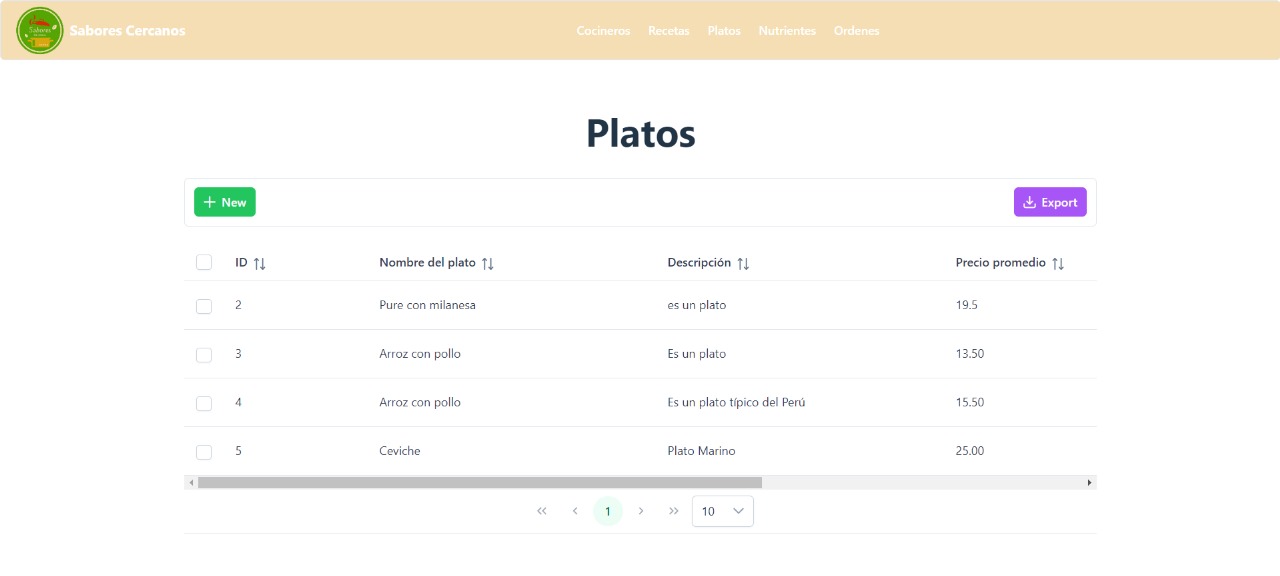 Sabores
Sabores Cercanos
Cocineros Recetas Platos Nutrientes Ordenes
Platos
New Export
ID Nombre del plato Descripción Precio promedio
2 Pure con milanesa es un plato 19.5
3 Arroz con pollo Es un plato 13.50
4 Arroz con pollo Es un plato típico del Perú 15.50
5 Ceviche Plato Marino 25.00
1 10